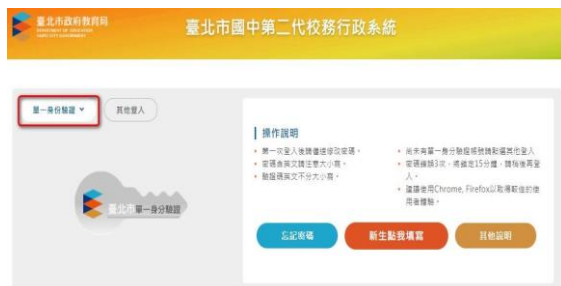 臺北市政府教育局
DEPARTMENT OF EDUCATION
TAIPEI CITY GOVERNMENT
臺北市國中第二代校務行政系統
單一身份驗證
其他登入
操作說明
第一次登入後請儘速修改密碼。
密碼為英文請注意大小寫。
驗證碼英文不分大小寫。
尚未有單一身分驗證帳號請點選其他登入
密碼錯誤3次，將鎖定15分鐘，請稍後再登
入。
建議使用Chrome, Firefox以取得較佳的使
用者體驗。
臺北市單一身分驗證
忘記密碼
新生點我填寫
其他說明